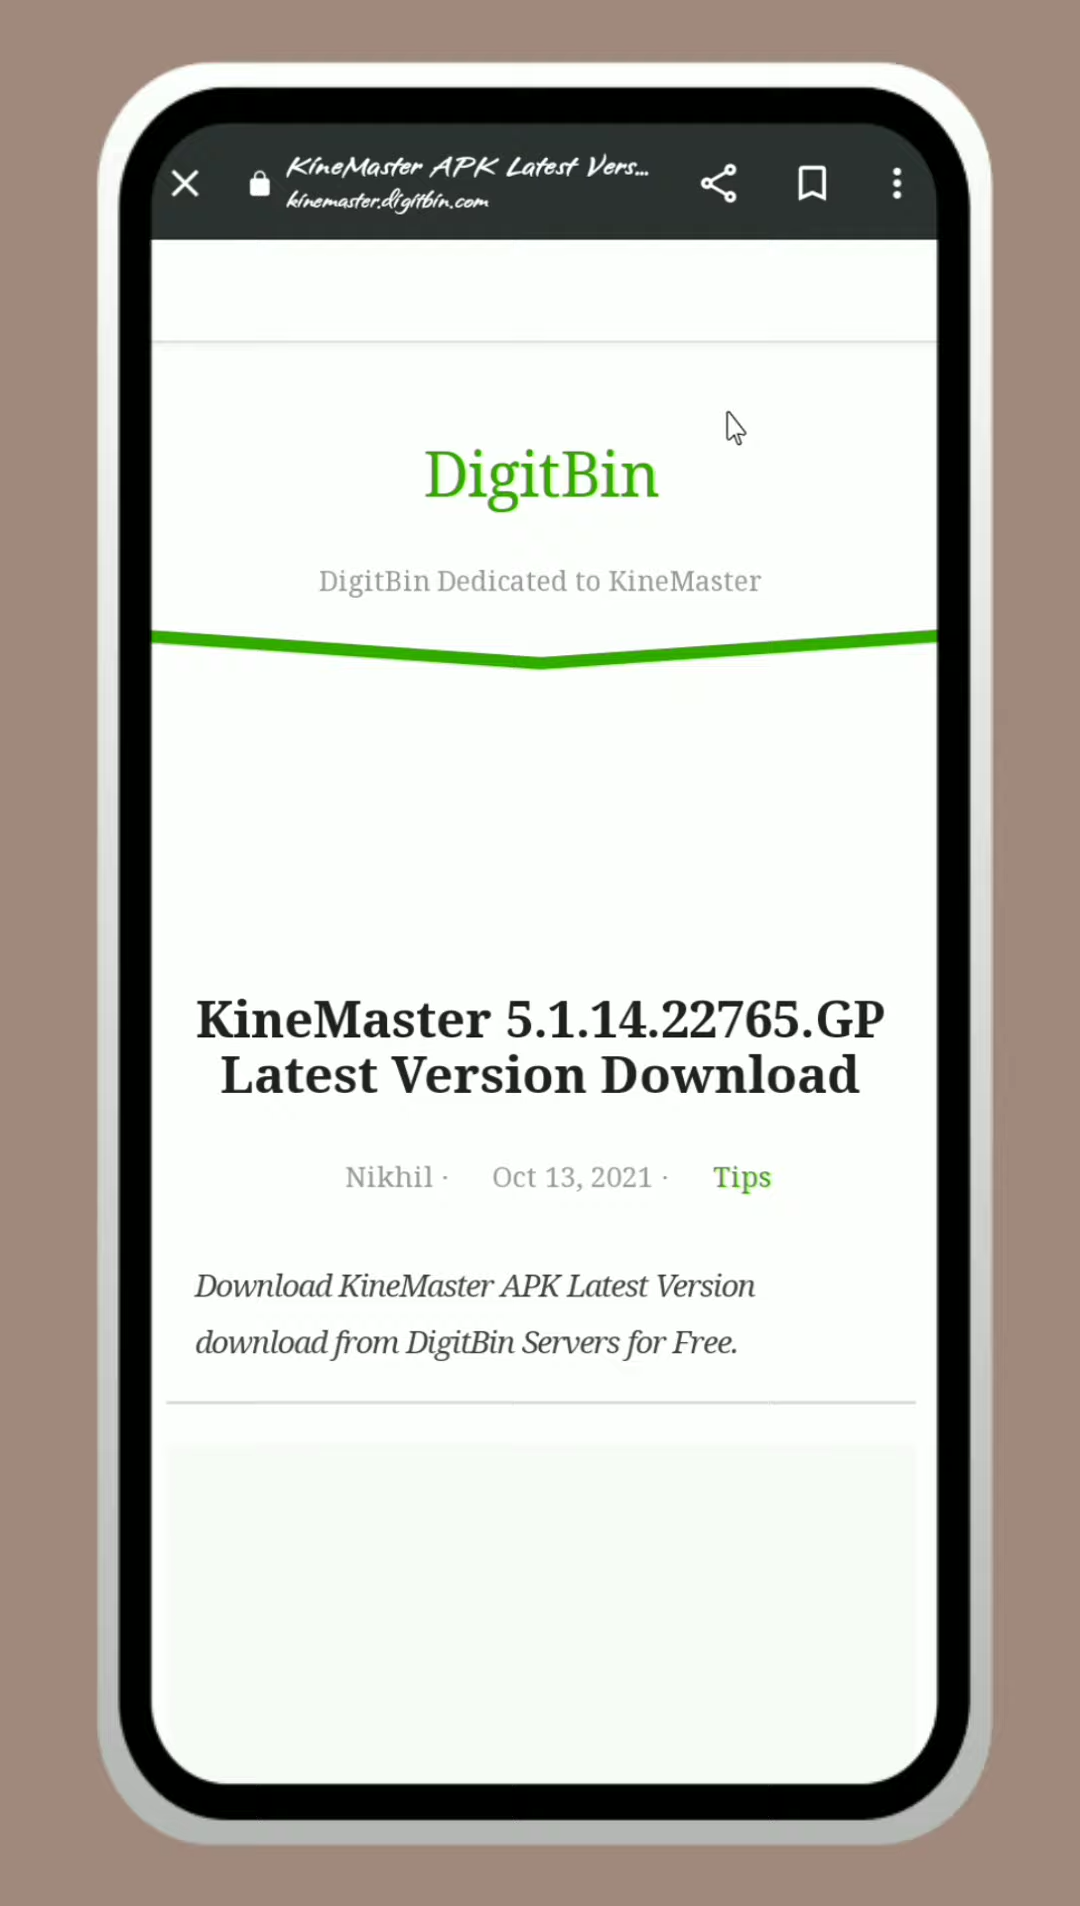 KineMaster APK Latest Vers...
kinemaster.digitbin.com
DigitBin
DigitBin Dedicated to KineMaster
KineMaster 5.1.14.22765.GP
Latest Version Download
Nikhil · Oct 13, 2021 · Tips
Download KineMaster APK Latest Version
download from DigitBin Servers for Free.